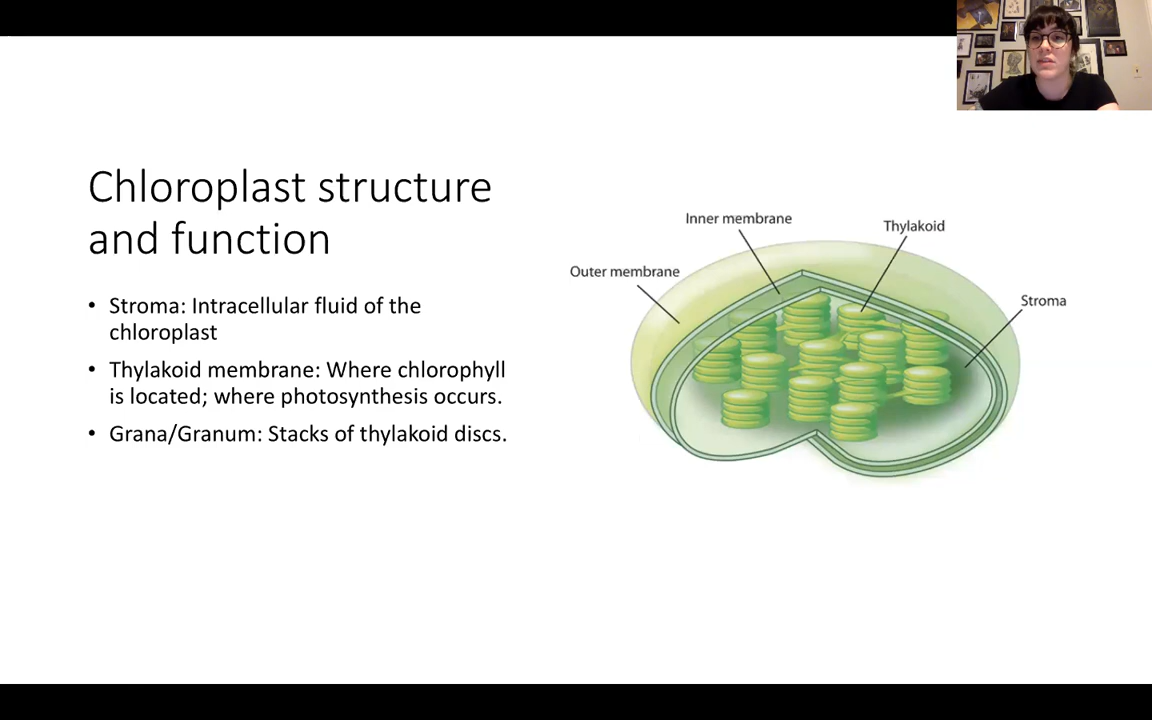 Chloroplast structure
and function
• Stroma: Intracellular fluid of the
chloroplast
• Thylakoid membrane: Where chlorophyll
is located; where photosynthesis occurs.
• Grana/Granum: Stacks of thylakoid discs.
Inner membrane
Thylakoid
Outer membrane
Stroma